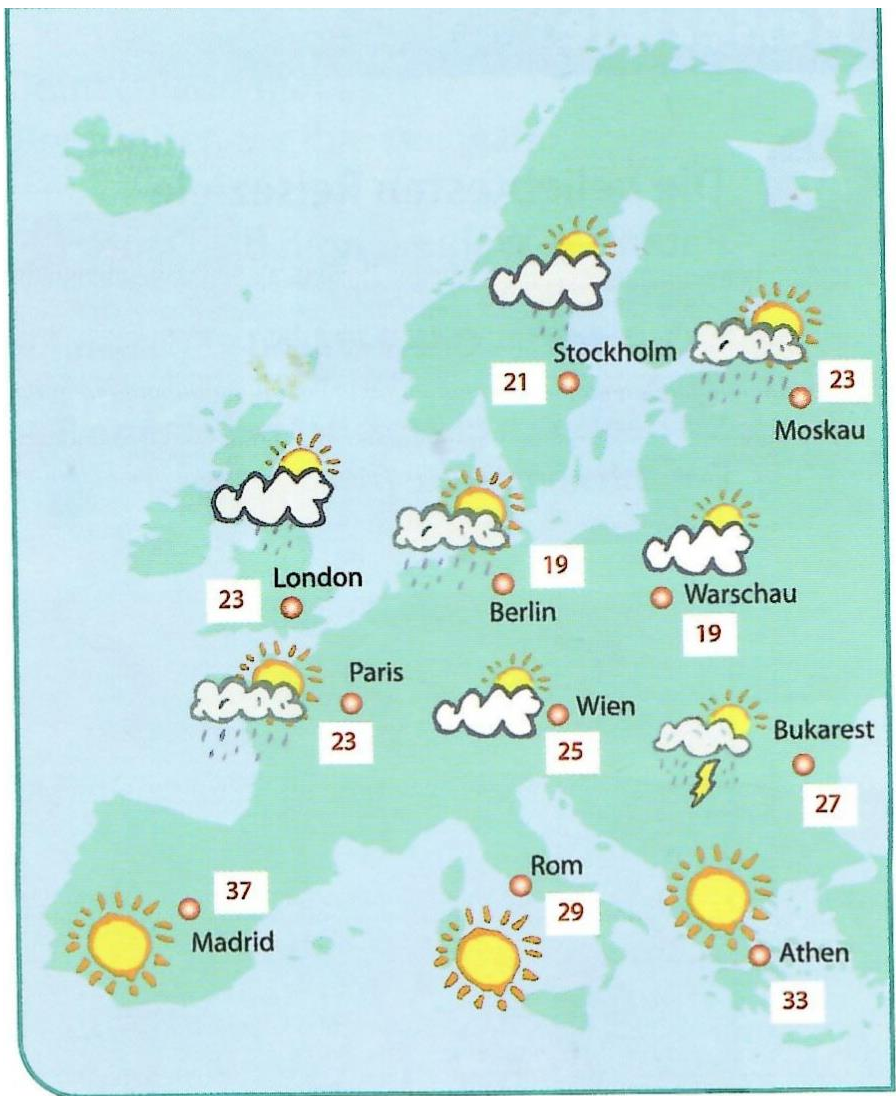 Stockholm
21
23
Moskau
London
23
19
Berlin
Warschau
19
Paris
23
Wien
25
Bukarest
27
37
Madrid
Rom
29
Athen
33